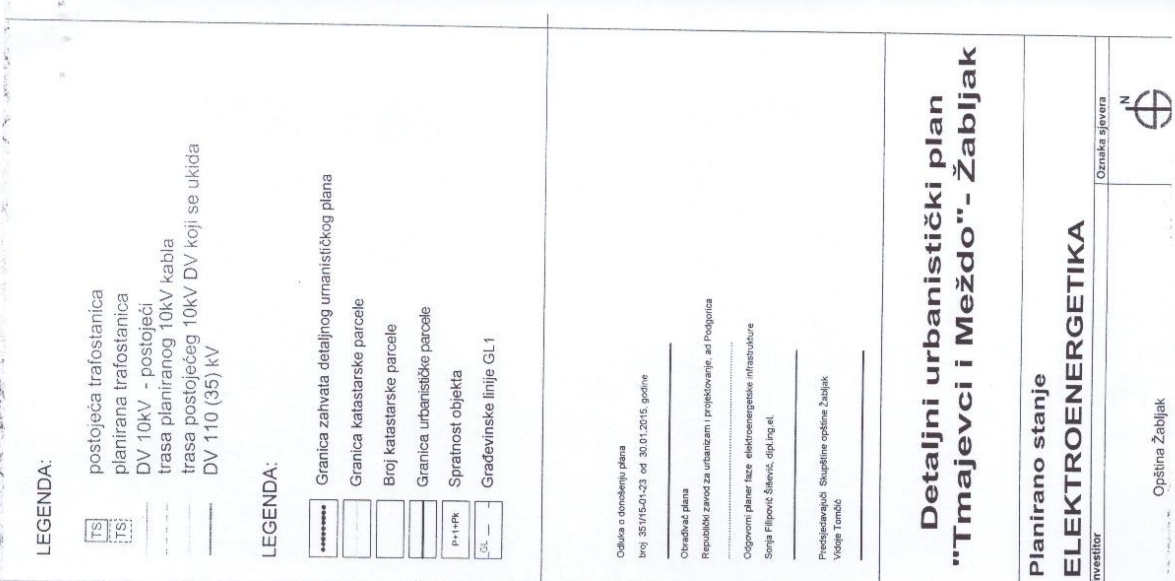 LEGENDA:
TS postojeća trafostanica
TS planirana trafostanica
DV 10kV - postojeći
trasa planiranog 10kV kabla
trasa postojećeg 10kV DV koji se ukida
DV 110 (35) kV
LEGENDA:
Granica zahvata detaljnog urnanističkog plana
Granica katastarske parcele
Broj katastarske parcele
Granica urbanističke parcele
P+1+Pk Spratnost objekta
GL Građevinske linije GL1
Odluka o donošenju plana
broj 351/15-01-23 od 30.01.2015. godine
Obrađivač plana
Republički zavod za urbanizam i projektovanje, ad Podgorica
Odgovorni planer faze elektroenergetske infrastrukture
Sonja Filipović Šišević, dipl.ing.el.
Predsjedavajući Skupštine opštine Žabljak
Vidoje Tomčić
Detaljni urbanistički plan
"Tmajevci i Meždo"- Žabljak
Planirano stanje
ELEKTROENERGETIKA
nvestitor
Oznaka sjevera
N
Opština Žabljak